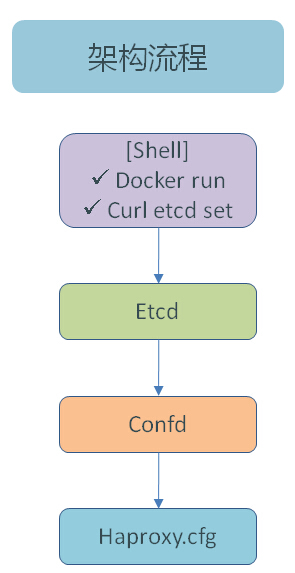 架构流程
[Shell]
✓ Docker run
✓ Curl etcd set
Etcd
Confd
Haproxy.cfg